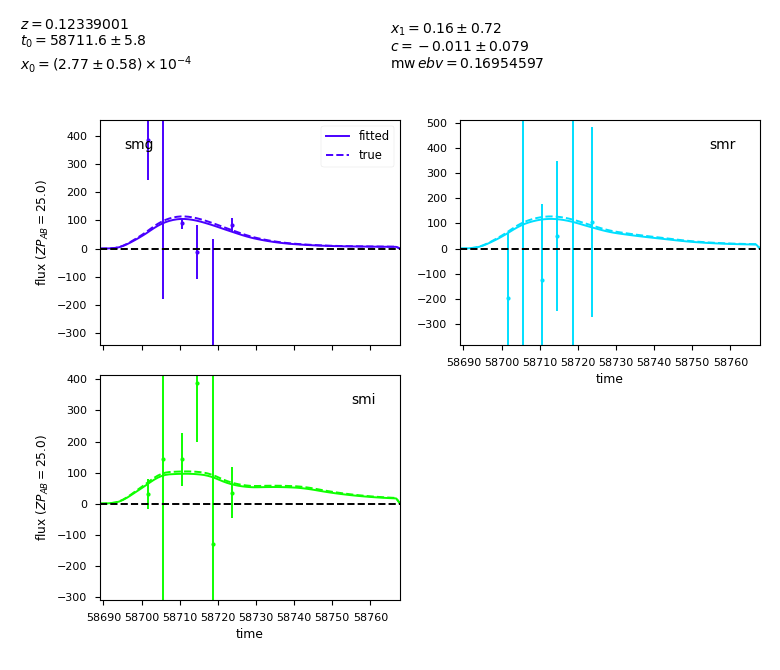 z = 0.12339001
t₀ = 58711.6 ± 5.8
x₀ = (2.77 ± 0.58) × 10⁻⁴
x₁ = 0.16 ± 0.72
c = −0.011 ± 0.079
mwebv = 0.16954597
smg
fitted
true
400
300
200
100
0
−100
−200
−300
flux (ZP_AB = 25.0)
smr
500
400
300
200
100
0
−100
−200
−300
58690 58700 58710 58720 58730 58740 58750 58760
time
smi
400
300
200
100
0
−100
−200
−300
flux (ZP_AB = 25.0)
58690 58700 58710 58720 58730 58740 58750 58760
time